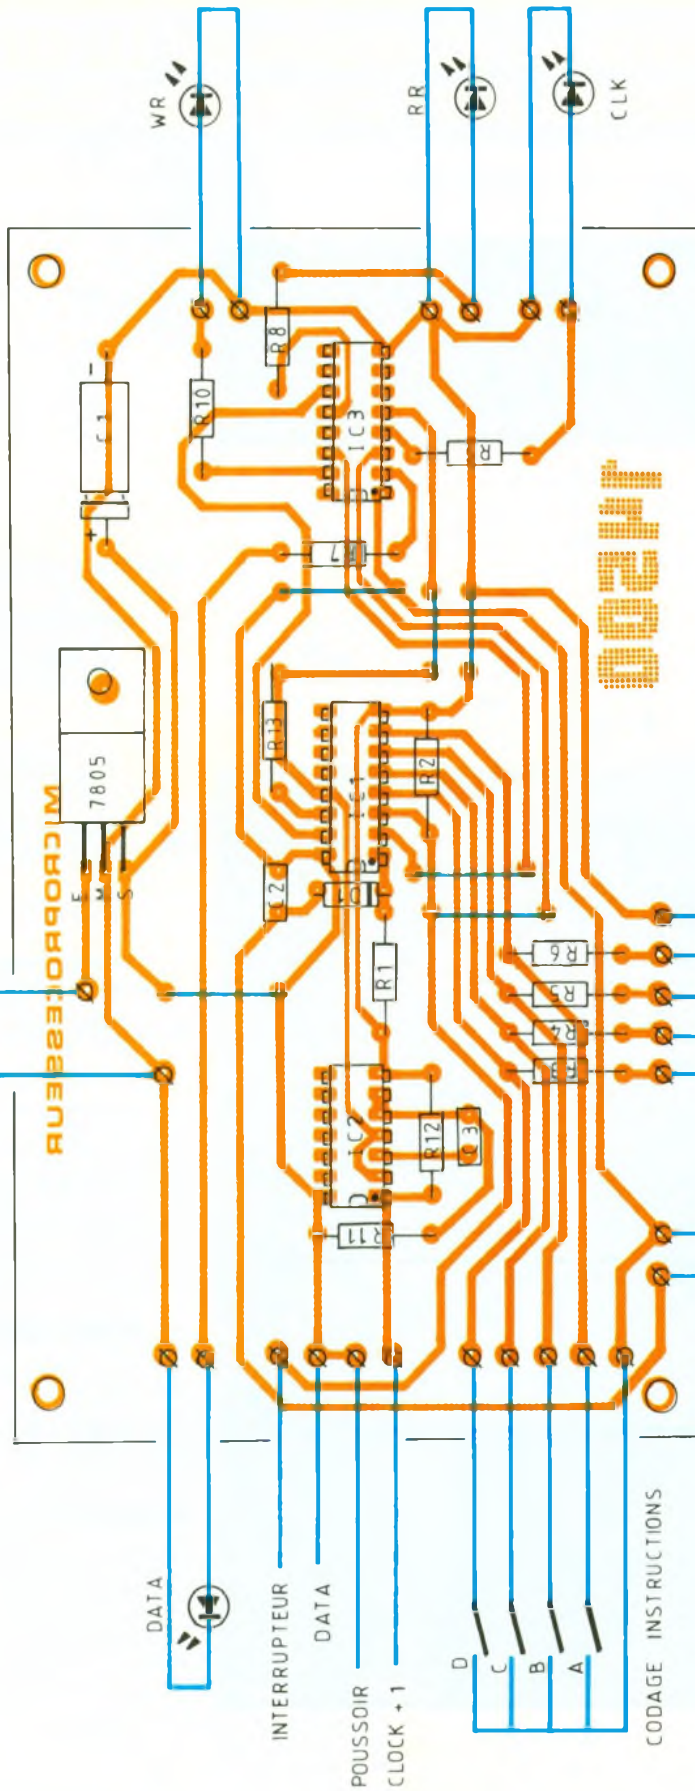 WR
RR
CLK
R8
R10
C1
IC3
-
+
R7
14500
7805
MICROPROCESSEUR
E
M
S
R13
IC1
R2
C2
D1
R1
R6
R5
R4
R3
IC2
R12
C3
R11
DATA
INTERRUPTEUR
DATA
POUSSOIR
CLOCK + 1
D
C
B
A
CODAGE INSTRUCTIONS